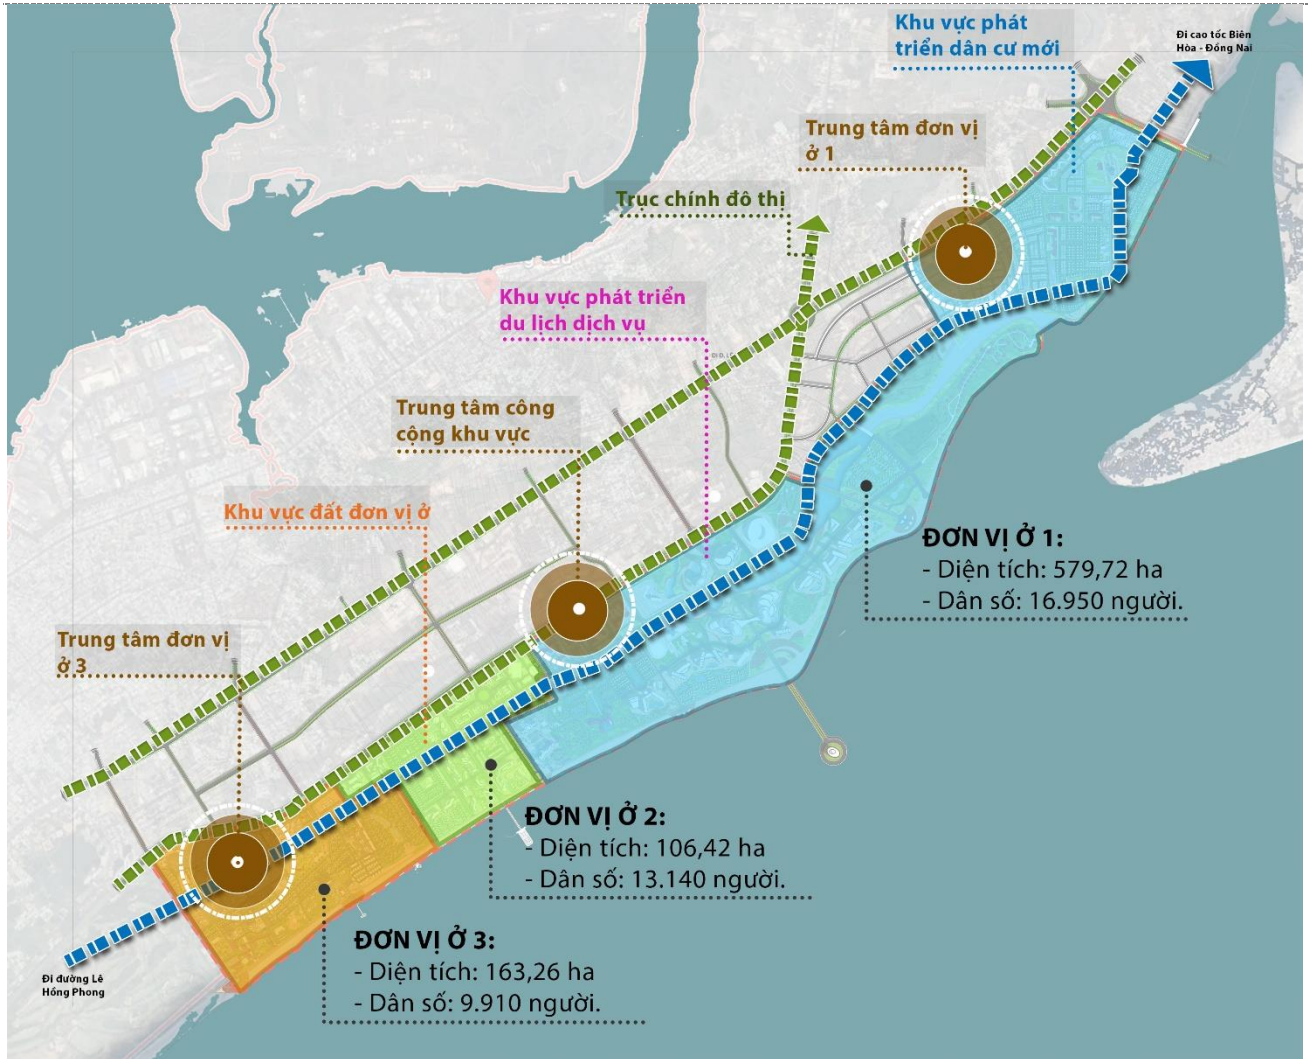 Khu vực phát
triển dân cư mới
Đi cao tốc Biên
Hòa - Đồng Nai
Trung tâm đơn vị
ở 1
Trục chính đô thị
Khu vực phát triển
du lịch dịch vụ
Trung tâm công
cộng khu vực
Khu vực đất đơn vị ở
ĐƠN VỊ Ở 1:
- Diện tích: 579,72 ha
- Dân số: 16.950 người.
Trung tâm đơn vị
ở 3
ĐƠN VỊ Ở 2:
- Diện tích: 106,42 ha
- Dân số: 13.140 người.
ĐƠN VỊ Ở 3:
- Diện tích: 163,26 ha
- Dân số: 9.910 người.
Đi đường Lê
Hồng Phong